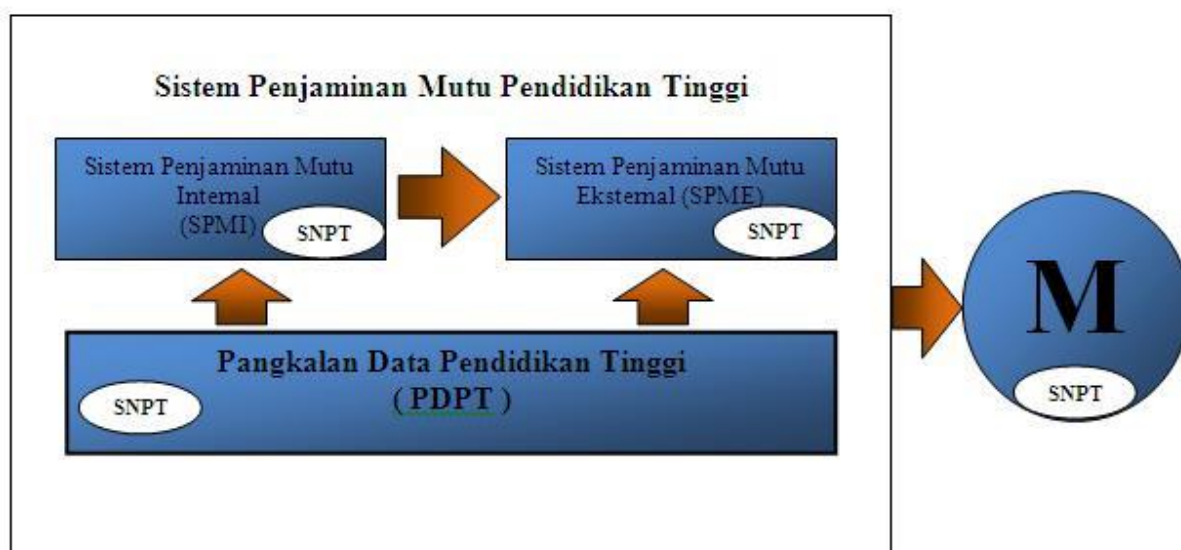 Sistem Penjaminan Mutu Pendidikan Tinggi
Sistem Penjaminan Mutu
Internal
(SPMI)
SNPT
Sistem Penjaminan Mutu
Eksternal (SPME)
SNPT
Pangkalan Data Pendidikan Tinggi
( PDPT )
SNPT
M
SNPT